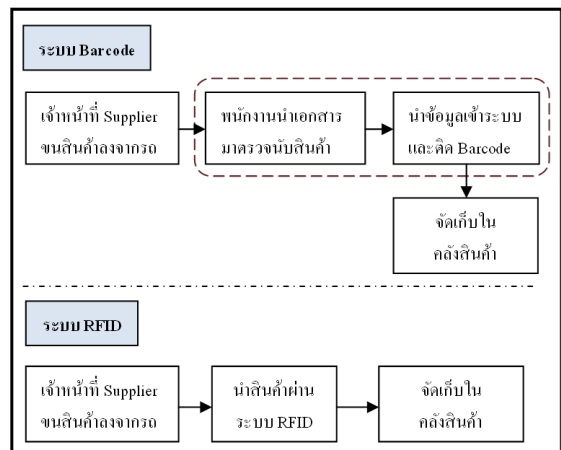 ระบบ Barcode
เจ้าหน้าที่ Supplier
ขนสินค้าลงจากรถ
พนักงานนำเอกสาร
มาตรวจนับสินค้า
นำข้อมูลเข้าระบบ
และติด Barcode
จัดเก็บใน
คลังสินค้า
ระบบ RFID
เจ้าหน้าที่ Supplier
ขนสินค้าลงจากรถ
นำสินค้าผ่าน
ระบบ RFID
จัดเก็บใน
คลังสินค้า